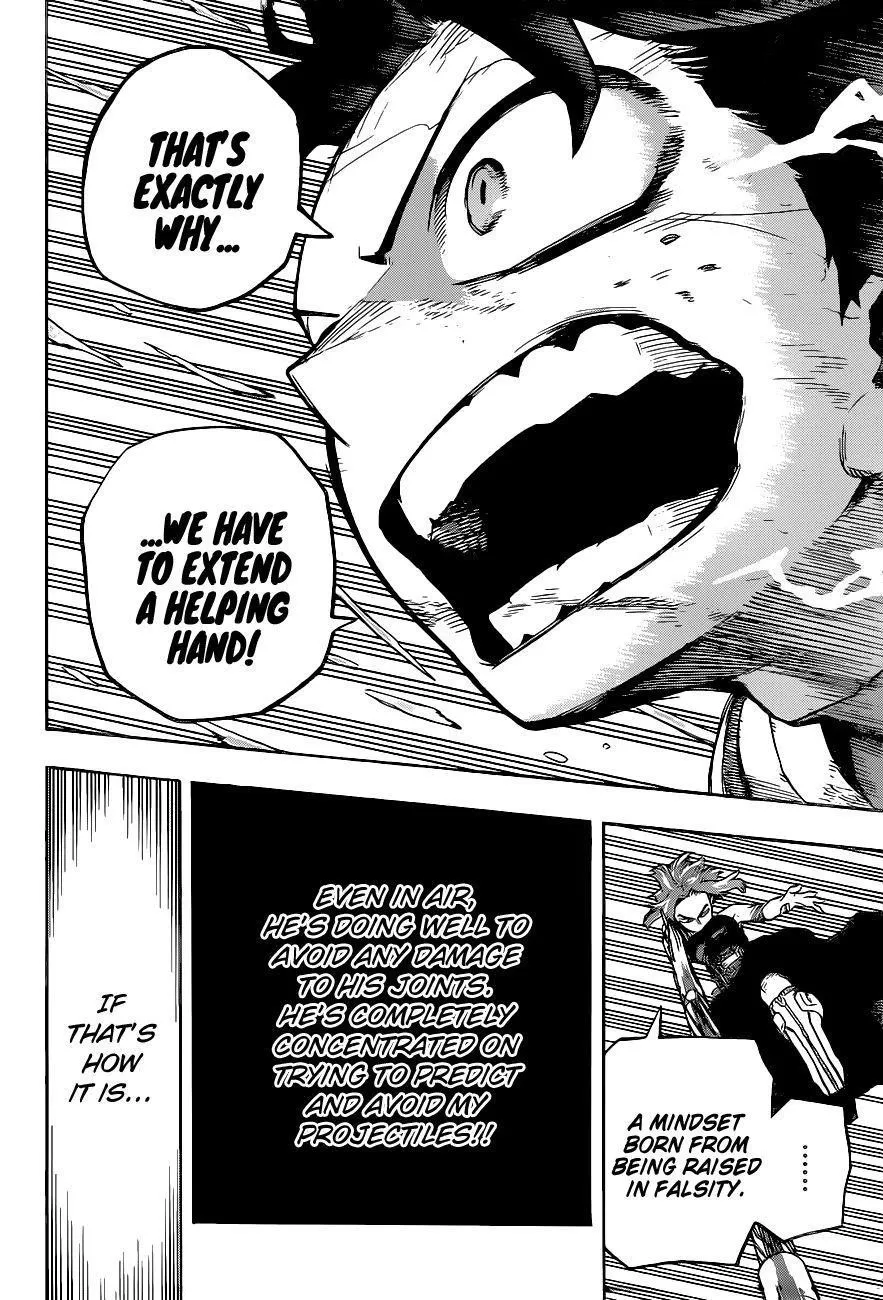 THAT'S
EXACTLY
WHY...
...WE HAVE
TO EXTEND
A HELPING
HAND!
.......
A MINDSET
BORN FROM
BEING RAISED
IN FALSITY.
EVEN IN AIR,
HE'S DOING WELL TO
AVOID ANY DAMAGE
TO HIS JOINTS.
HE'S COMPLETELY
CONCENTRATED ON
TRYING TO PREDICT
AND AVOID MY
PROJECTILES!!
IF
THAT'S
HOW
IT IS...